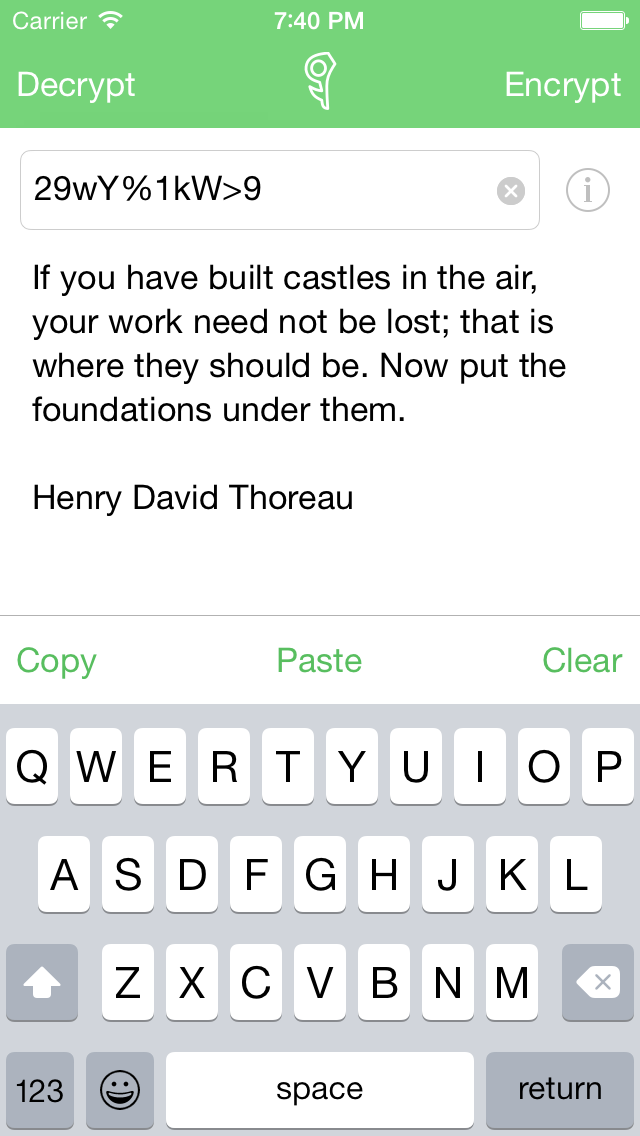 Carrier 7:40 PM
Decrypt Encrypt
29wY%1kW>9 i
If you have built castles in the air,
your work need not be lost; that is
where they should be. Now put the
foundations under them.
Henry David Thoreau
Copy Paste Clear
Q W E R T Y U I O P
A S D F G H J K L
Z X C V B N M
123 space return